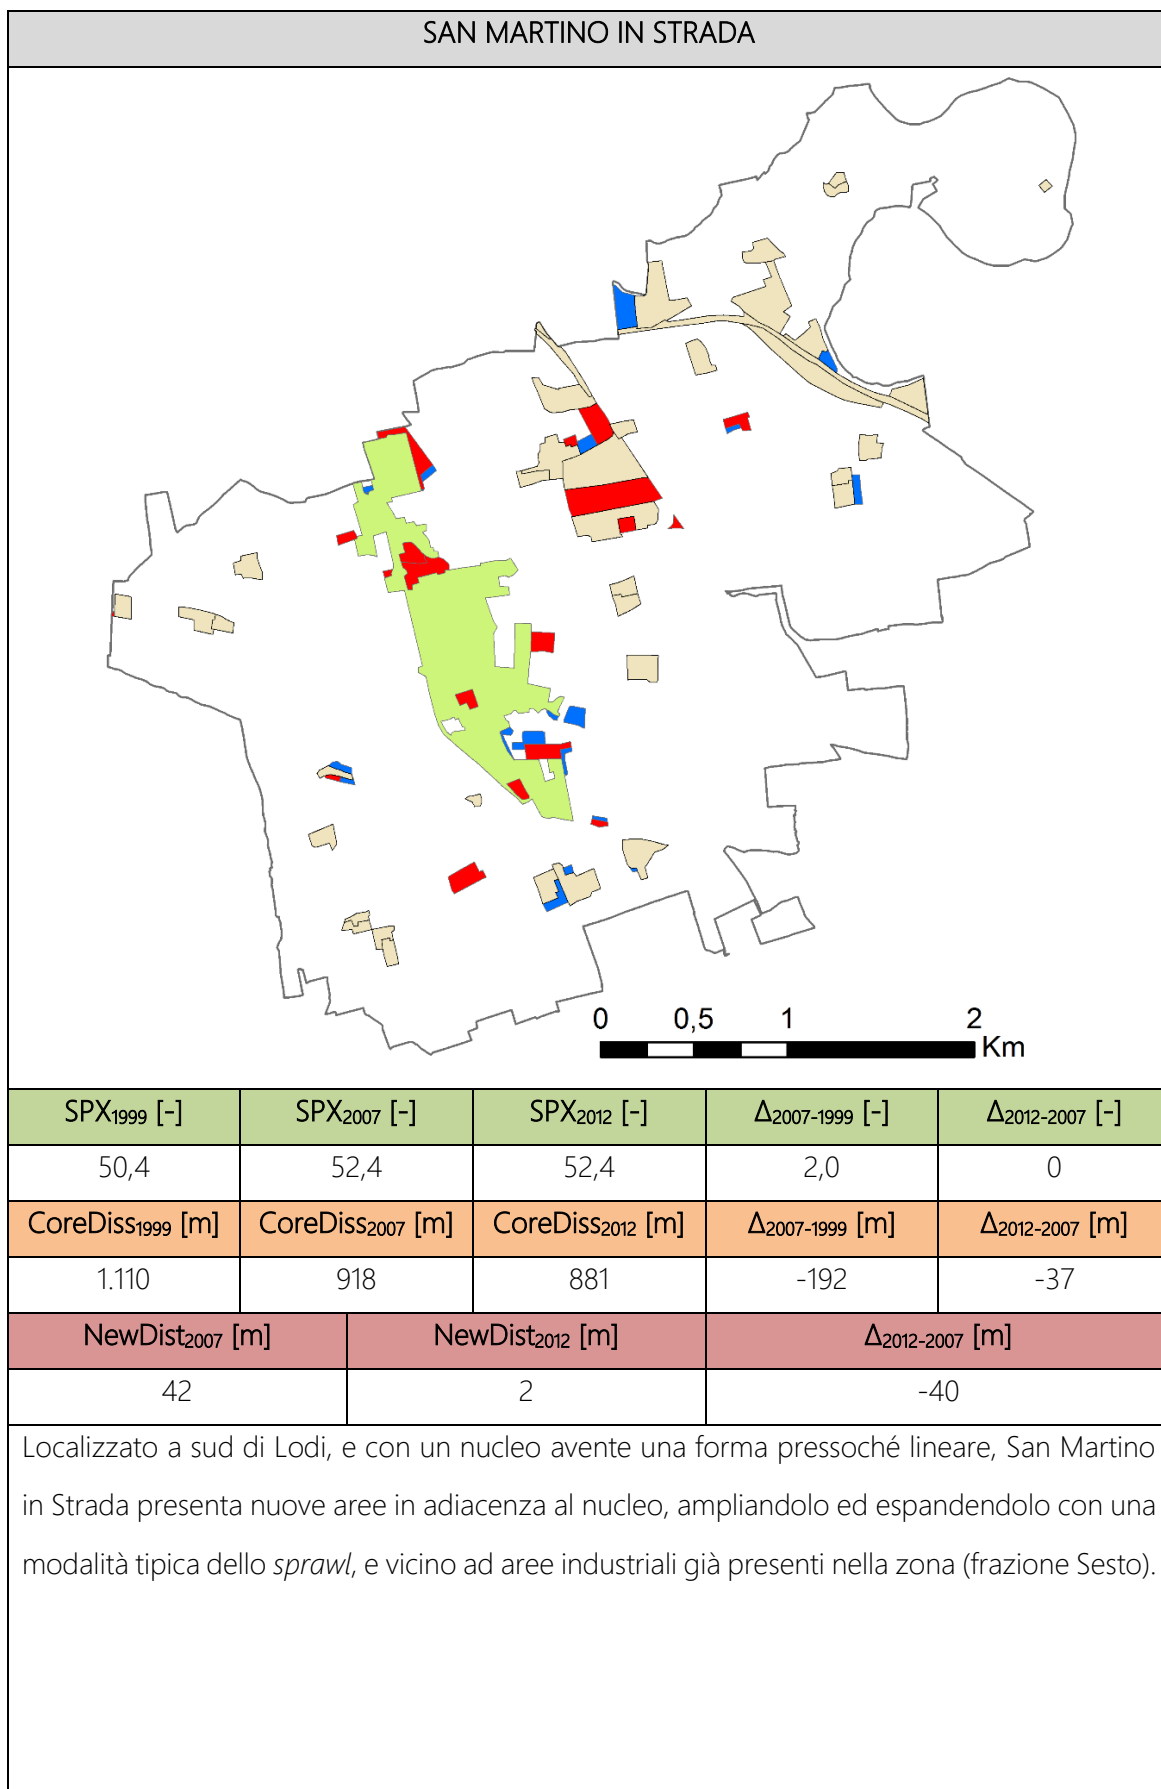 SAN MARTINO IN STRADA
0 0,5 1 2
Km
SPX1999 [-] SPX2007 [-] SPX2012 [-] Δ2007-1999 [-] Δ2012-2007 [-]
50,4 52,4 52,4 2,0 0
CoreDiss1999 [m] CoreDiss2007 [m] CoreDiss2012 [m] Δ2007-1999 [m] Δ2012-2007 [m]
1.110 918 881 -192 -37
NewDist2007 [m] NewDist2012 [m] Δ2012-2007 [m]
42 2 -40
Localizzato a sud di Lodi, e con un nucleo avente una forma pressoché lineare, San Martino
in Strada presenta nuove aree in adiacenza al nucleo, ampliandolo ed espandendolo con una
modalità tipica dello sprawl, e vicino ad aree industriali già presenti nella zona (frazione Sesto).